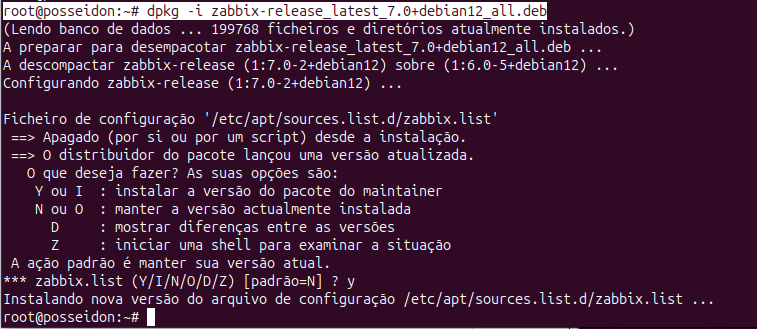 root@posseidon:~# dpkg -i zabbix-release_latest_7.0+debian12_all.deb
(Lendo banco de dados ... 199768 ficheiros e diretórios atualmente instalados.)
A preparar para desempacotar zabbix-release_latest_7.0+debian12_all.deb ...
A descompactar zabbix-release (1:7.0-2+debian12) sobre (1:6.0-5+debian12) ...
Configurando zabbix-release (1:7.0-2+debian12) ...
Ficheiro de configuração '/etc/apt/sources.list.d/zabbix.list'
==> Apagado (por si ou por um script) desde a instalação.
==> O distribuidor do pacote lançou uma versão atualizada.
O que deseja fazer? As suas opções são:
Y ou I : instalar a versão do pacote do maintainer
N ou O : manter a versão actualmente instalada
D : mostrar diferenças entre as versões
Z : iniciar uma shell para examinar a situação
A ação padrão é manter sua versão atual.
*** zabbix.list (Y/I/N/O/D/Z) [padrão=N] ? y
Instalando nova versão do arquivo de configuração /etc/apt/sources.list.d/zabbix.list ...
root@posseidon:~#